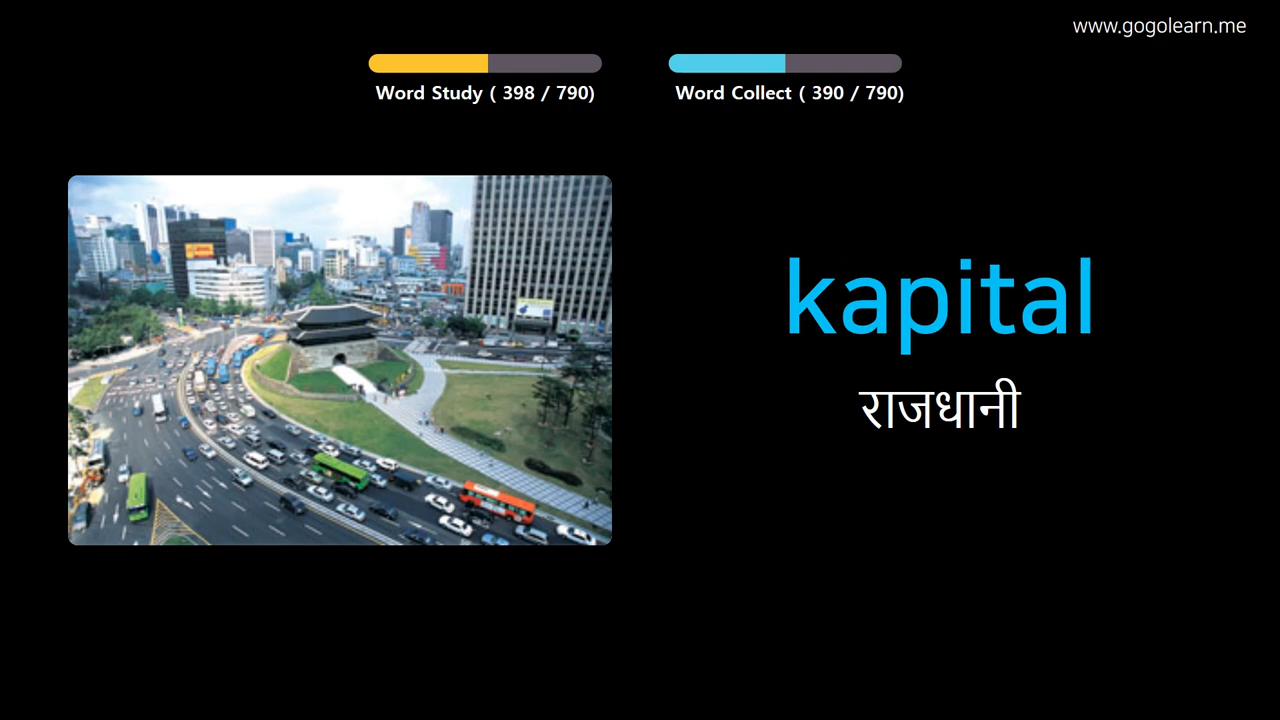 www.gogolearn.me
Word Study ( 398 / 790)
Word Collect ( 390 / 790)
kapital
राजधानी